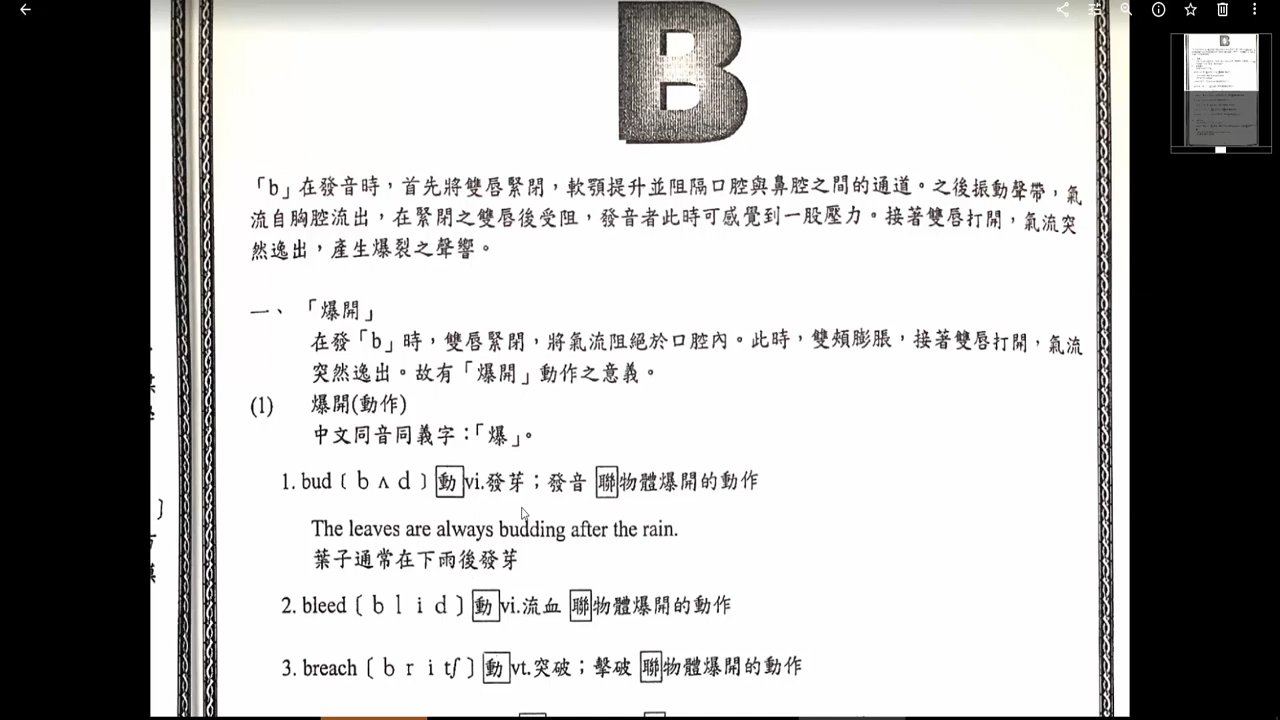 B
「b」在發音時，首先將雙唇緊閉，軟顎提升並阻隔口腔與鼻腔之間的通道。之後振動聲帶，氣
流自胸腔流出，在緊閉之雙唇後受阻，發音者此時可感覺到一股壓力。接著雙唇打開，氣流突
然逸出，產生爆裂之聲響。
一、「爆開」
在發「b」時，雙唇緊閉，將氣流阻絕於口腔內。此時，雙頰膨脹，接著雙唇打開，氣流
突然逸出。故有「爆開」動作之意義。
(1) 爆開(動作)
中文同音同義字：「爆」。
1. bud〔bʌd〕動vi.發芽；發音 聯物體爆開的動作
The leaves are always budding after the rain.
葉子通常在下雨後發芽
2. bleed〔blid〕動vi.流血 聯物體爆開的動作
3. breach〔britʃ〕動vt.突破；擊破 聯物體爆開的動作